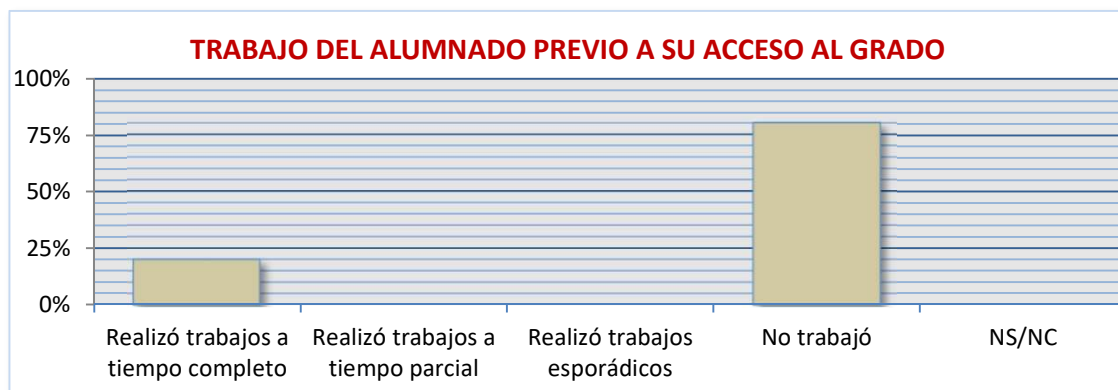 TRABAJO DEL ALUMNADO PREVIO A SU ACCESO AL GRADO
100%
75%
50%
25%
0%
Realizó trabajos a
tiempo completo
Realizó trabajos a
tiempo parcial
Realizó trabajos
esporádicos
No trabajó
NS/NC